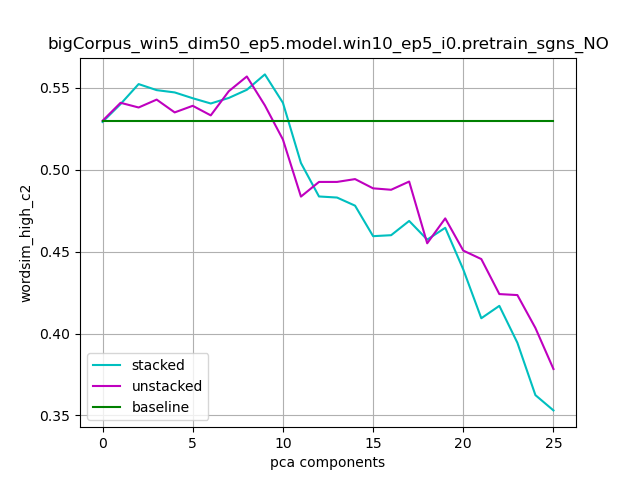 bigCorpus_win5_dim50_ep5.model.win10_ep5_i0.pretrain_sgns_NO
0.55
0.50
0.45
0.40
0.35
wordsim_high_c2
stacked
unstacked
baseline
0 5 10 15 20 25
pca components